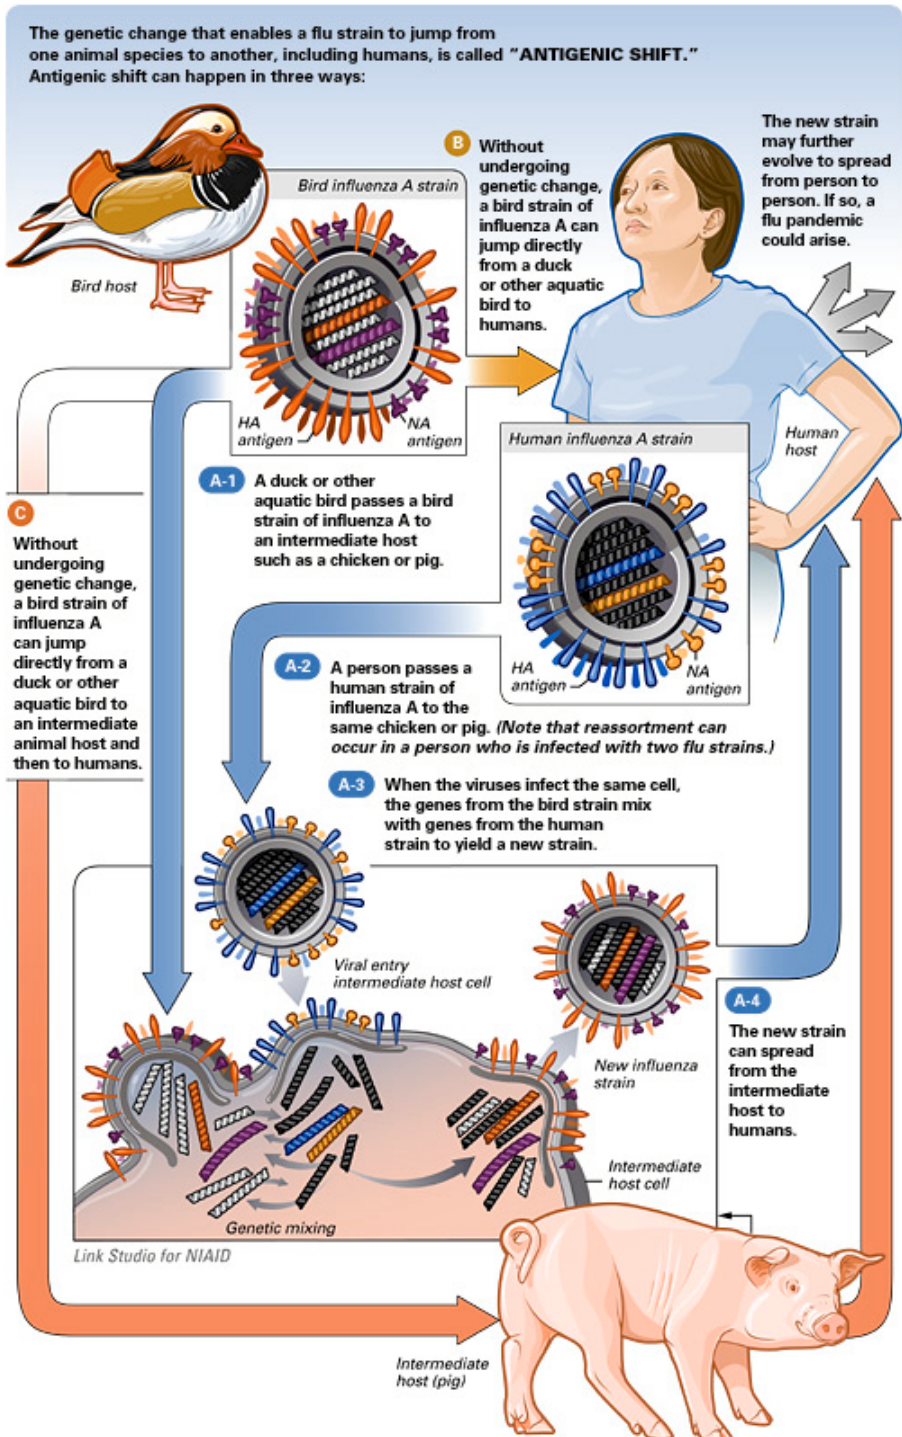 The genetic change that enables a flu strain to jump from
one animal species to another, including humans, is called "ANTIGENIC SHIFT."
Antigenic shift can happen in three ways:
Bird host
Bird influenza A strain
HA
antigen
NA
antigen
B
Without
undergoing
genetic change,
a bird strain of
influenza A can
jump directly
from a duck
or other aquatic
bird to
humans.
The new strain
may further
evolve to spread
from person to
person. If so, a
flu pandemic
could arise.
Human
host
Human influenza A strain
HA
antigen
NA
antigen
A-1
A duck or other
aquatic bird passes a bird
strain of influenza A to
an intermediate host
such as a chicken or pig.
C
Without
undergoing
genetic change,
a bird strain of
influenza A
can jump
directly from a
duck or other
aquatic bird to
an intermediate
animal host and
then to humans.
A-2
A person passes a
human strain of
influenza A to the
same chicken or pig. (Note that reassortment can
occur in a person who is infected with two flu strains.)
A-3
When the viruses infect the same cell,
the genes from the bird strain mix
with genes from the human
strain to yield a new strain.
Viral entry
intermediate host cell
New influenza
strain
A-4
The new strain
can spread
from the
intermediate
host to
humans.
Intermediate
host cell
Genetic mixing
Link Studio for NIAID
Intermediate
host (pig)